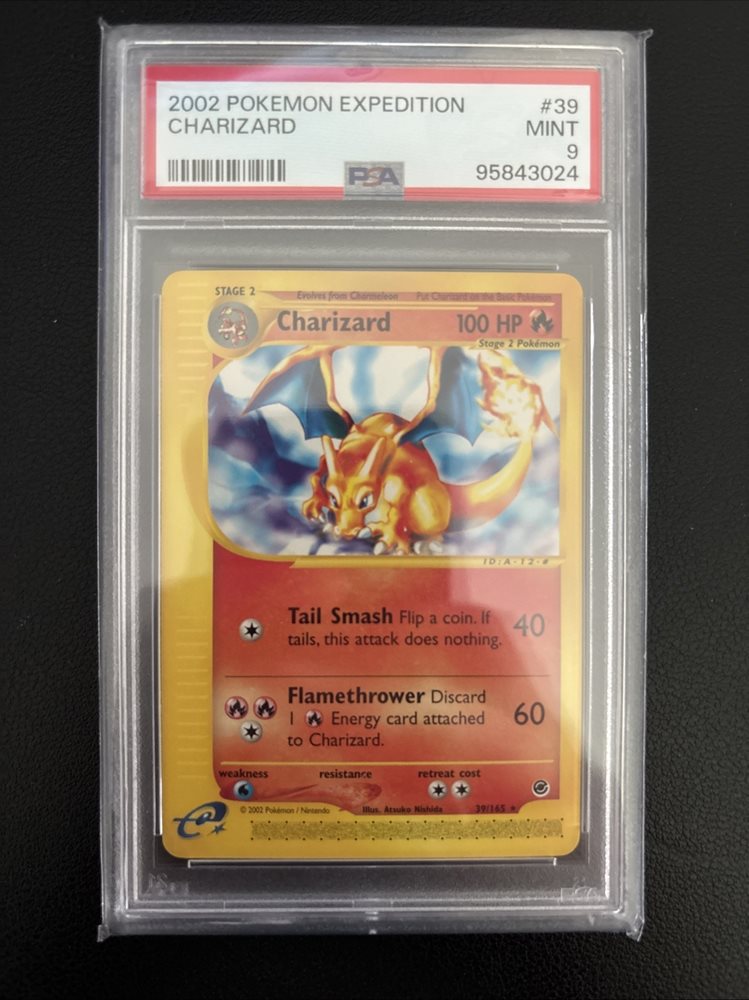 2002 POKEMON EXPEDITION #39
CHARIZARD MINT
9
PSA 95843024
STAGE 2 Evolves from Charmeleon Put Charizard on the Basic Pokémon
Charizard 100 HP
Stage 2 Pokémon
ID:A-12-#
Tail Smash Flip a coin. If
tails, this attack does nothing. 40
Flamethrower Discard
1 Energy card attached 60
to Charizard.
weakness resistance retreat cost
© 2002 Pokémon / Nintendo Illus. Atsuko Nishida 39/165 ★
e